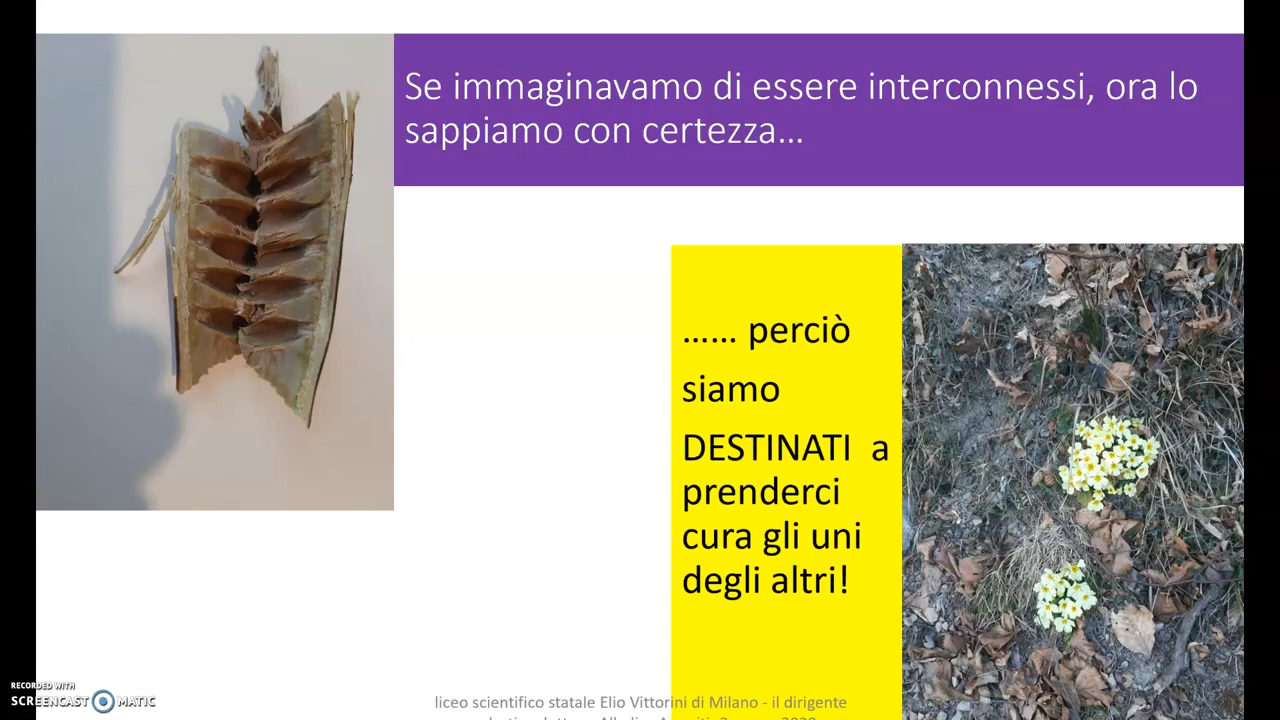 Se immaginavamo di essere interconnessi, ora lo
sappiamo con certezza...
...... perciò
siamo
DESTINATI a
prenderci
cura gli uni
degli altri!
liceo scientifico statale Elio Vittorini di Milano - il dirigente
RECORDED WITH
SCREENCAST MATIC